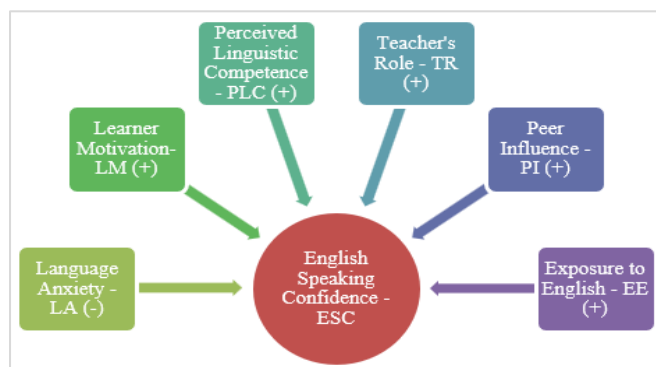 Perceived
Linguistic
Competence
- PLC (+)
Teacher's
Role - TR
(+)
Learner
Motivation-
LM (+)
Peer
Influence -
PI (+)
Language
Anxiety -
LA (-)
English
Speaking
Confidence -
ESC
Exposure to
English - EE
(+)